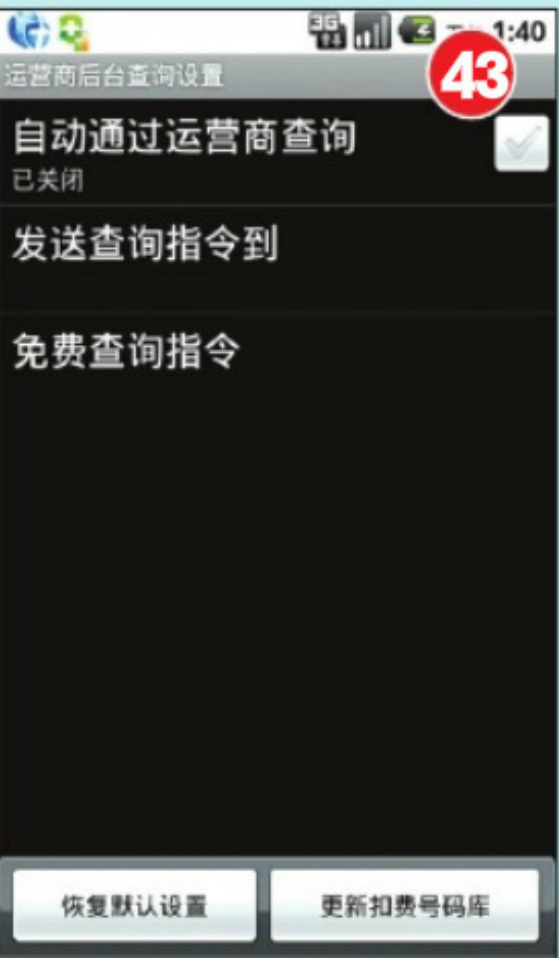 3G
1:40
43
运营商后台查询设置
自动通过运营商查询
已关闭
发送查询指令到
免费查询指令
恢复默认设置
更新扣费号码库